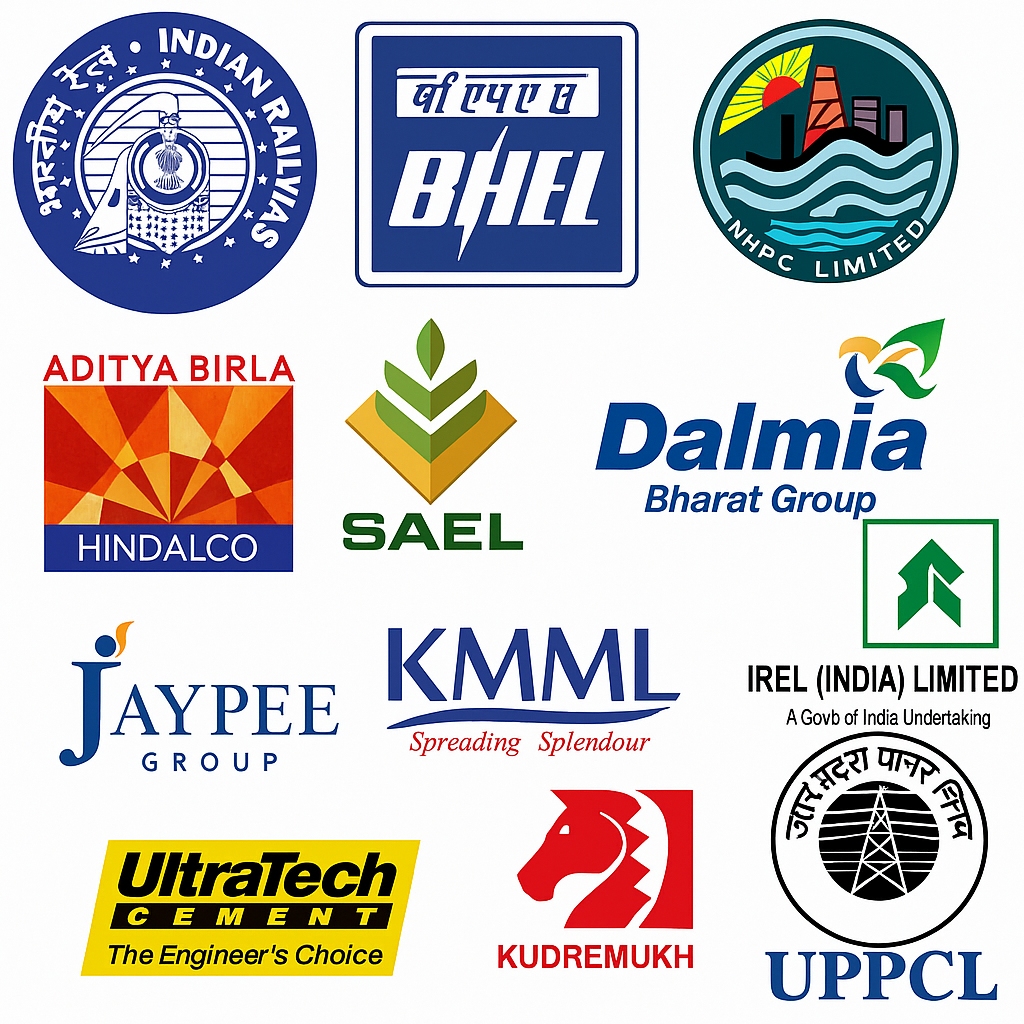 भारतीय रेल • INDIAN RAILVIAS
BHEL
NHPC LIMITED
ADITYA BIRLA
HINDALCO
SAEL
Dalmia
Bharat Group
IREL (INDIA) LIMITED
A Govb of India Undertaking
JAYPEE
GROUP
KMML
Spreading Splendour
UltraTech
CEMENT
The Engineer's Choice
KUDREMUKH
UPPCL